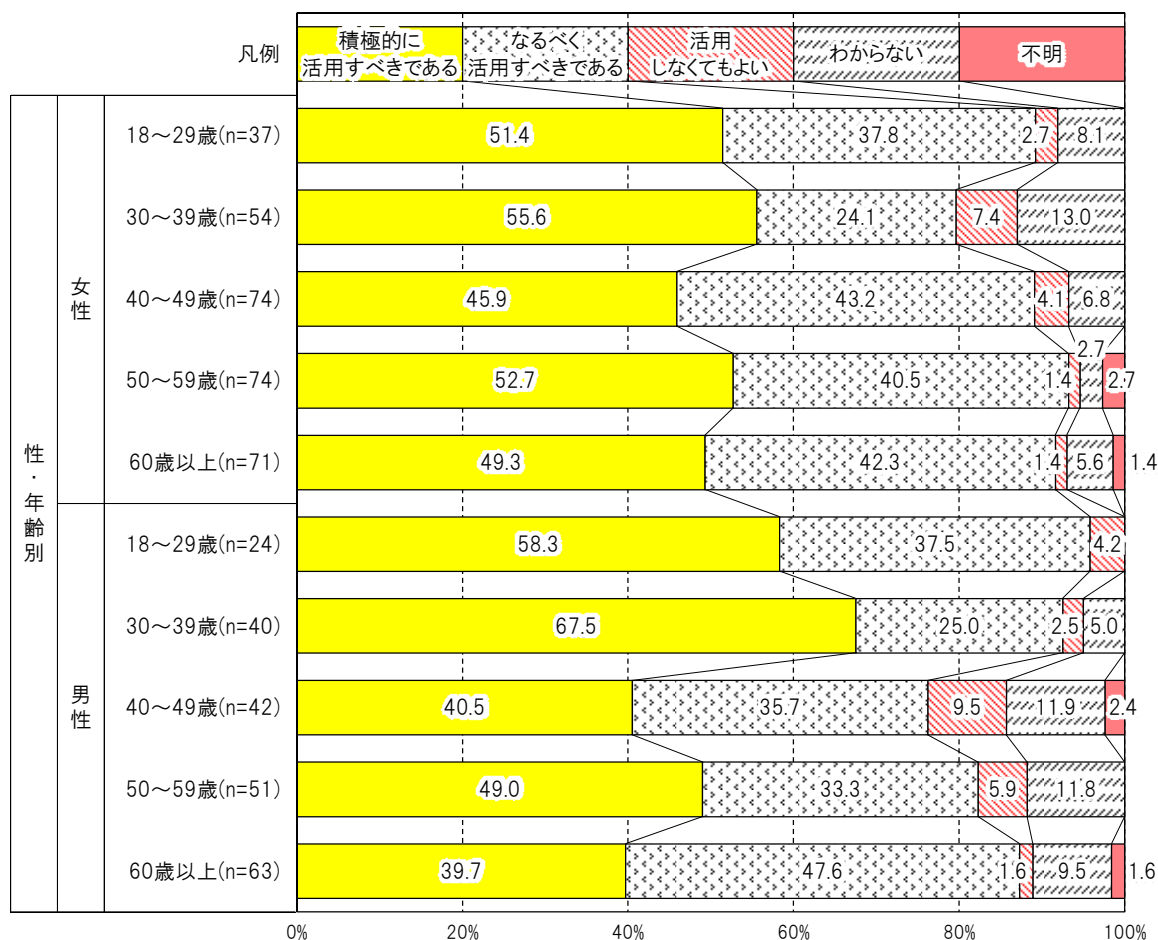 凡例
積極的に
活用すべきである
なるべく
活用すべきである
活用
しなくてもよい
わからない
不明
性・年齢別
女性
18～29歳(n=37)
51.4
37.8
2.7
8.1
30～39歳(n=54)
55.6
24.1
7.4
13.0
40～49歳(n=74)
45.9
43.2
4.1
6.8
50～59歳(n=74)
52.7
40.5
1.4
2.7
2.7
60歳以上(n=71)
49.3
42.3
1.4
5.6
1.4
男性
18～29歳(n=24)
58.3
37.5
4.2
30～39歳(n=40)
67.5
25.0
2.5
5.0
40～49歳(n=42)
40.5
35.7
9.5
11.9
2.4
50～59歳(n=51)
49.0
33.3
5.9
11.8
60歳以上(n=63)
39.7
47.6
1.6
9.5
1.6
0%
20%
40%
60%
80%
100%